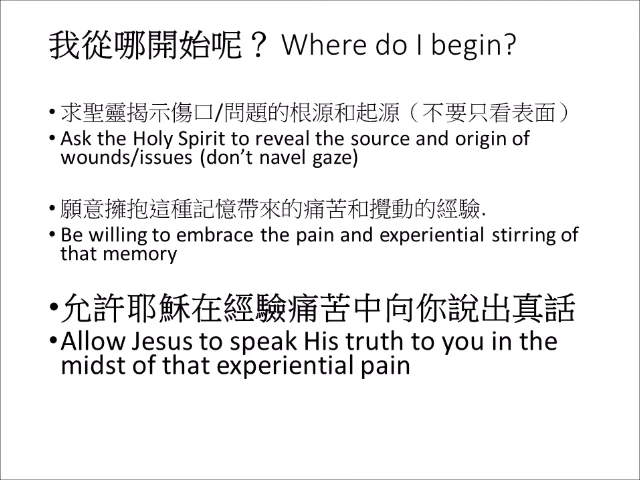 我從哪開始呢？ Where do I begin?
• 求聖靈揭示傷口/問題的根源和起源（不要只看表面）
• Ask the Holy Spirit to reveal the source and origin of
wounds/issues (don’t navel gaze)
• 願意擁抱這種記憶帶來的痛苦和攪動的經驗.
• Be willing to embrace the pain and experiential stirring of
that memory
• 允許耶穌在經驗痛苦中向你說出真話
• Allow Jesus to speak His truth to you in the
midst of that experiential pain